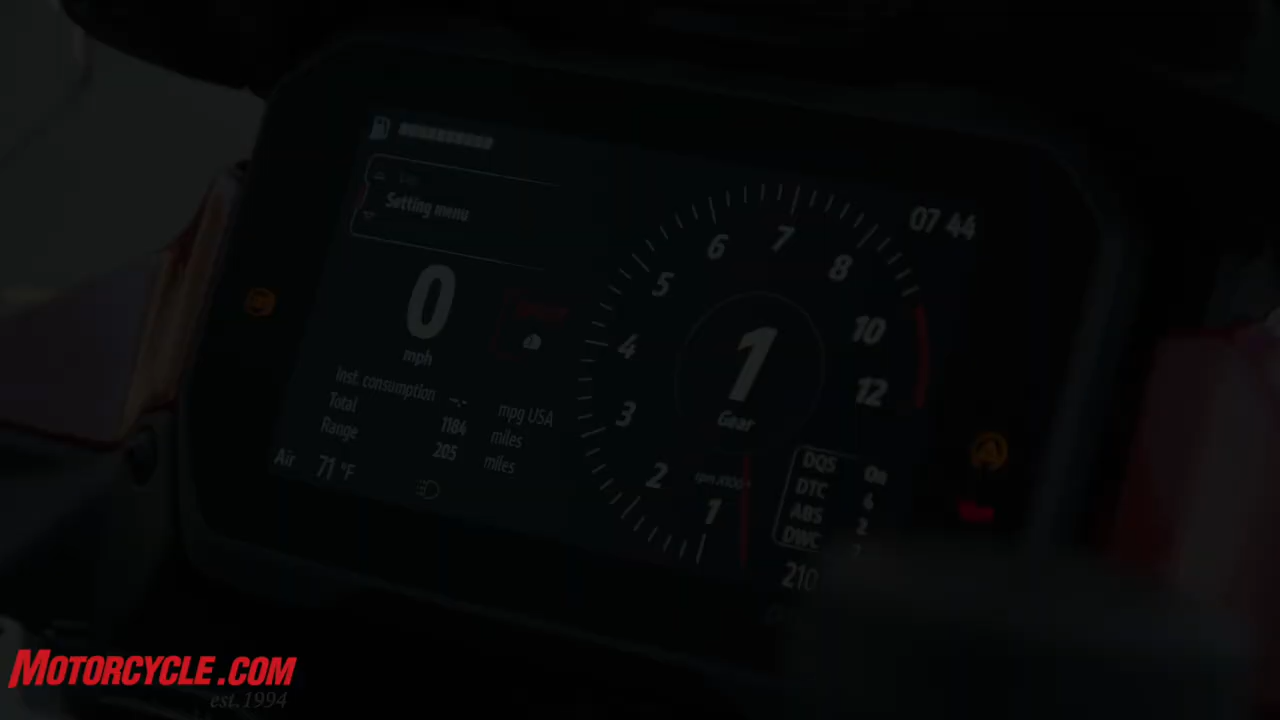 Setting menu
07 44
0
mph
Inst. consumption -.- mpg USA
Total 1184 miles
Range 205 miles
Air 71 °F
1
2
3
4
5
6
7
8
10
12
1
Gear
DQS On
DTC 4
ABS 2
DWC
210
MOTORCYCLE.COM
est.1994